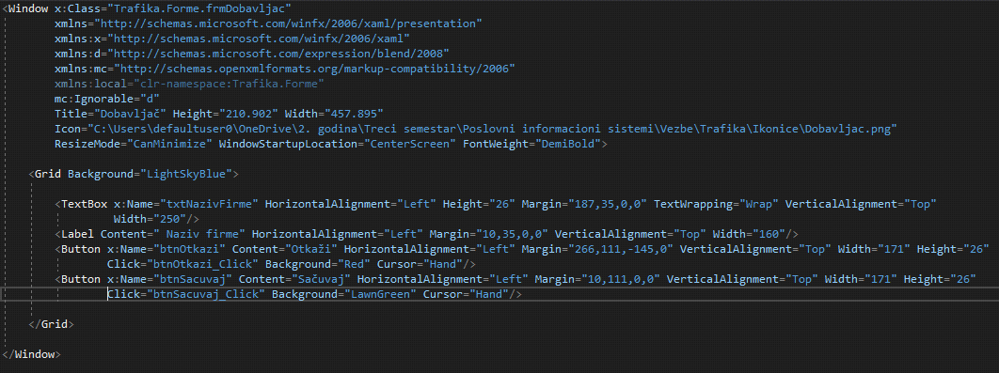 <Window x:Class="Trafika.Forme.frmDobavljac"
xmlns="http://schemas.microsoft.com/winfx/2006/xaml/presentation"
xmlns:x="http://schemas.microsoft.com/winfx/2006/xaml"
xmlns:d="http://schemas.microsoft.com/expression/blend/2008"
xmlns:mc="http://schemas.openxmlformats.org/markup-compatibility/2006"
xmlns:local="clr-namespace:Trafika.Forme"
mc:Ignorable="d"
Title="Dobavljač" Height="210.902" Width="457.895"
Icon="C:\Users\defaultuser0\OneDrive\2. godina\Treci semestar\Poslovni informacioni sistemi\Vezbe\Trafika\Ikonice\Dobavljac.png"
ResizeMode="CanMinimize" WindowStartupLocation="CenterScreen" FontWeight="DemiBold">
<Grid Background="LightSkyBlue">
<TextBox x:Name="txtNazivFirme" HorizontalAlignment="Left" Height="26" Margin="187,35,0,0" TextWrapping="Wrap" VerticalAlignment="Top"
Width="250"/>
<Label Content=" Naziv firme" HorizontalAlignment="Left" Margin="10,35,0,0" VerticalAlignment="Top" Width="160"/>
<Button x:Name="btnOtkazi" Content="Otkaži" HorizontalAlignment="Left" Margin="266,111,-145,0" VerticalAlignment="Top" Width="171" Height="26"
Click="btnOtkazi_Click" Background="Red" Cursor="Hand"/>
<Button x:Name="btnSacuvaj" Content="Sačuvaj" HorizontalAlignment="Left" Margin="10,111,0,0" VerticalAlignment="Top" Width="171" Height="26"
Click="btnSacuvaj_Click" Background="LawnGreen" Cursor="Hand"/>
</Grid>
</Window>